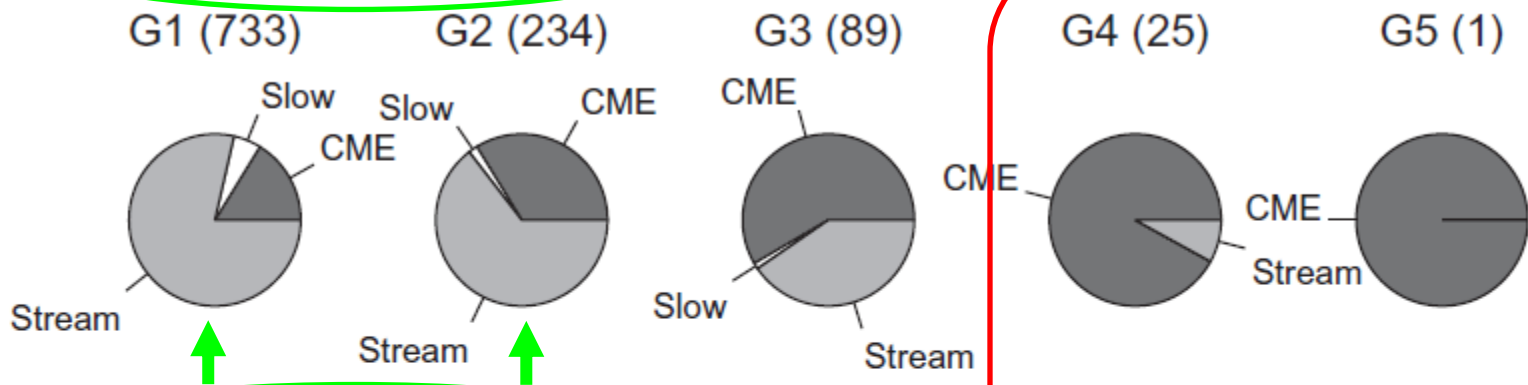 G1 (733)
G2 (234)
G3 (89)
G4 (25)
G5 (1)
Slow
CME
Stream
Slow
CME
Stream
CME
Slow
Stream
CME
Stream
CME